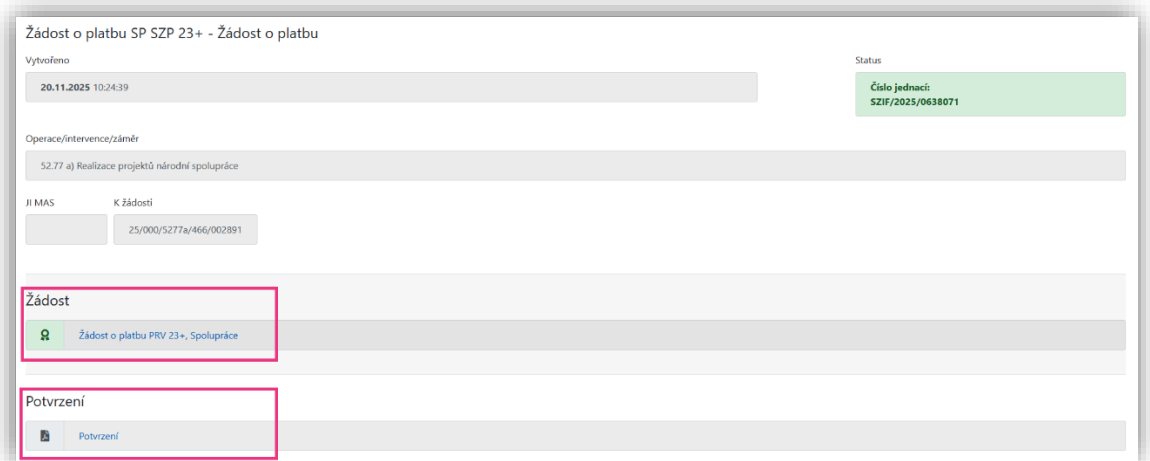 Žádost o platbu SP SZP 23+ - Žádost o platbu
Vytvořeno
Status
20.11.2025 10:24:39
Číslo jednací:
SZIF/2025/0638071
Operace/intervence/záměr
52.77 a) Realizace projektů národní spolupráce
JI MAS
K žádosti
25/000/5277a/466/002891
Žádost
Žádost o platbu PRV 23+, Spolupráce
Potvrzení
Potvrzení